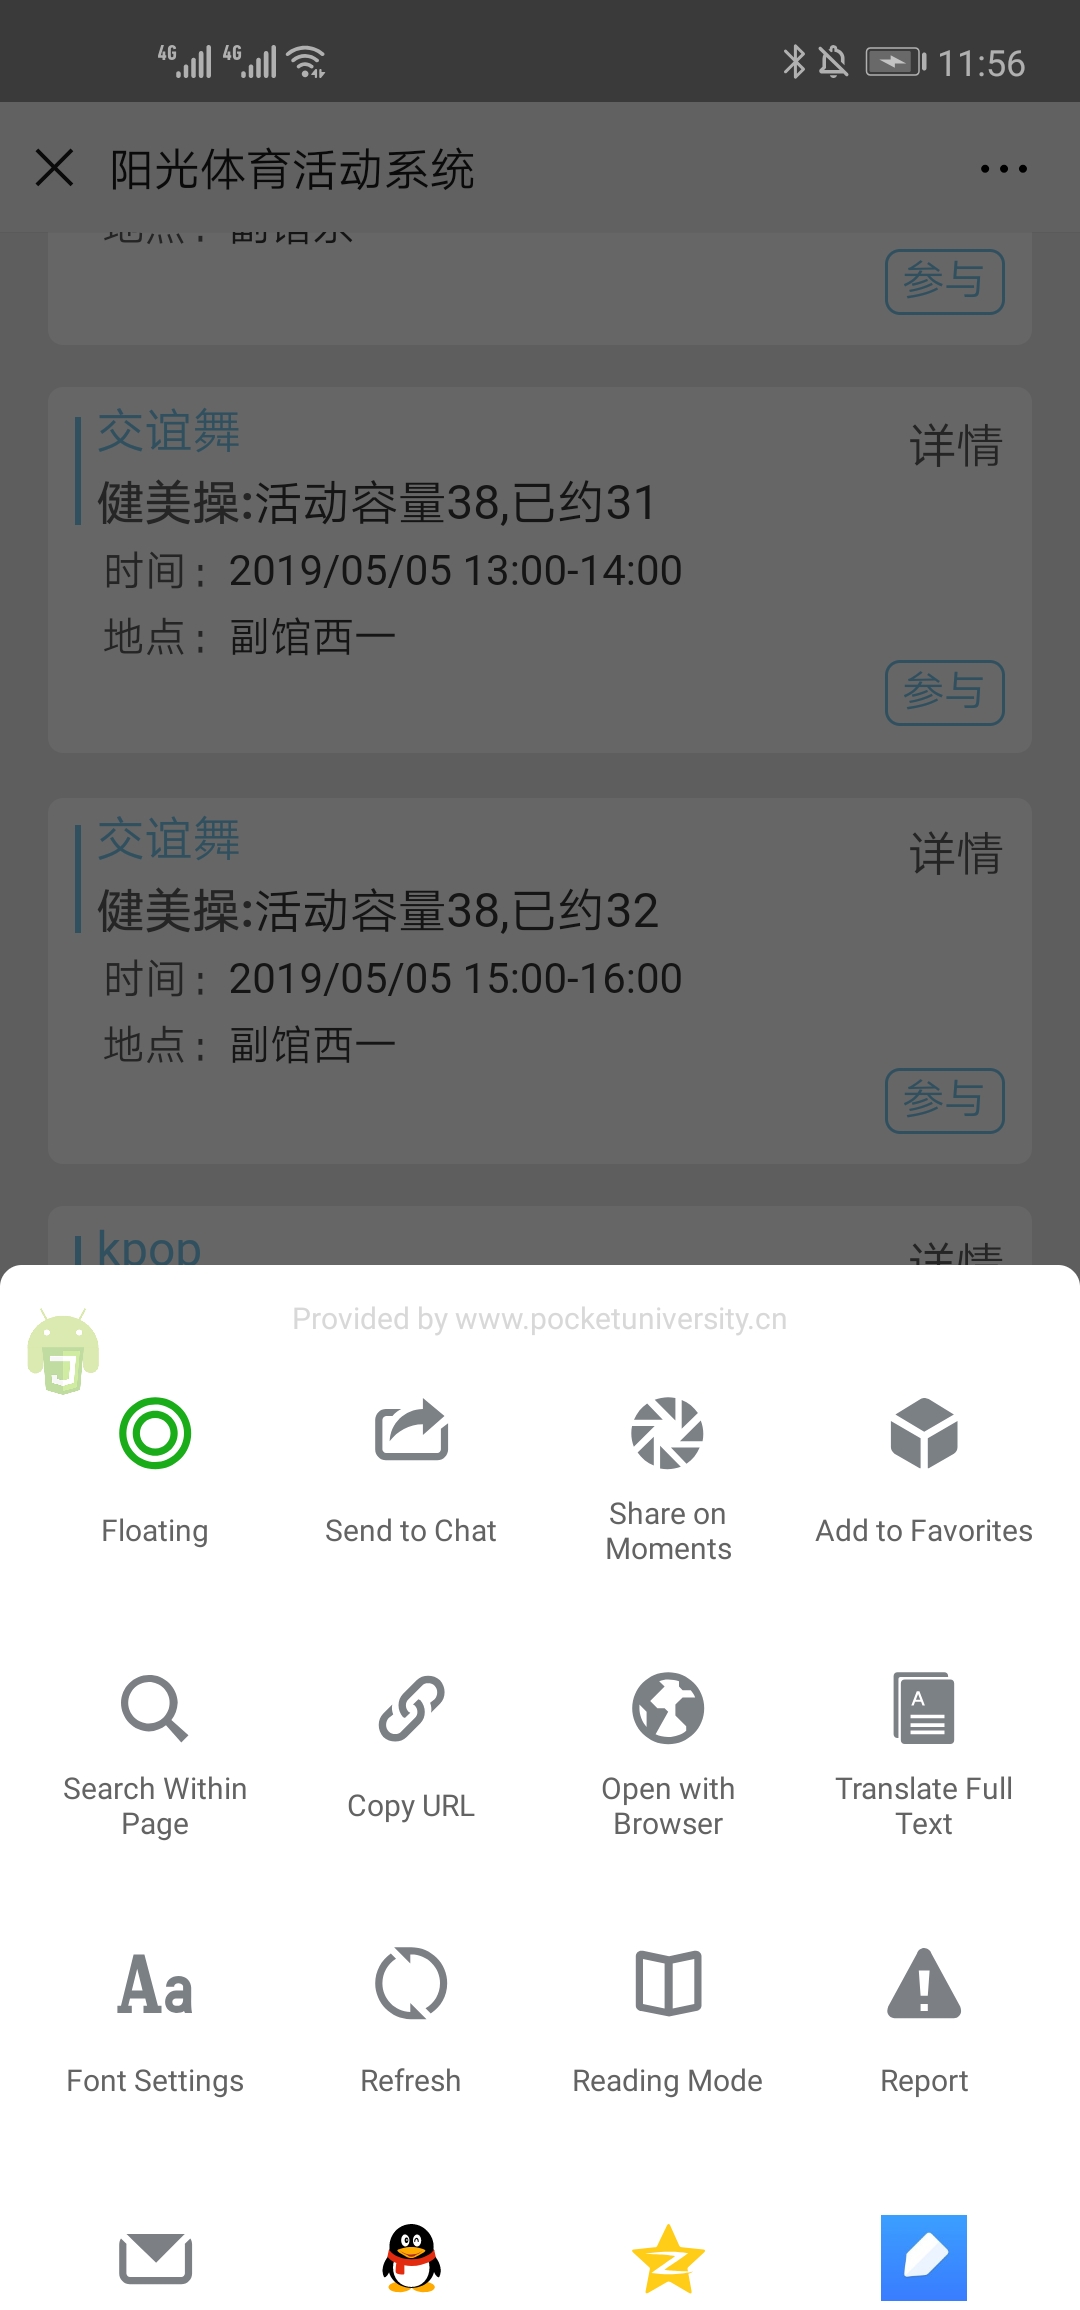 4G 4G 11:56
阳光体育活动系统
参与
交谊舞
详情
健美操:活动容量38,已约31
时间： 2019/05/05 13:00-14:00
地点： 副馆西一
参与
交谊舞
详情
健美操:活动容量38,已约32
时间： 2019/05/05 15:00-16:00
地点： 副馆西一
参与
kpop
详情
Provided by www.pocketuniversity.cn
Floating
Send to Chat
Share on
Moments
Add to Favorites
Search Within
Page
Copy URL
Open with
Browser
Translate Full
Text
Font Settings
Refresh
Reading Mode
Report